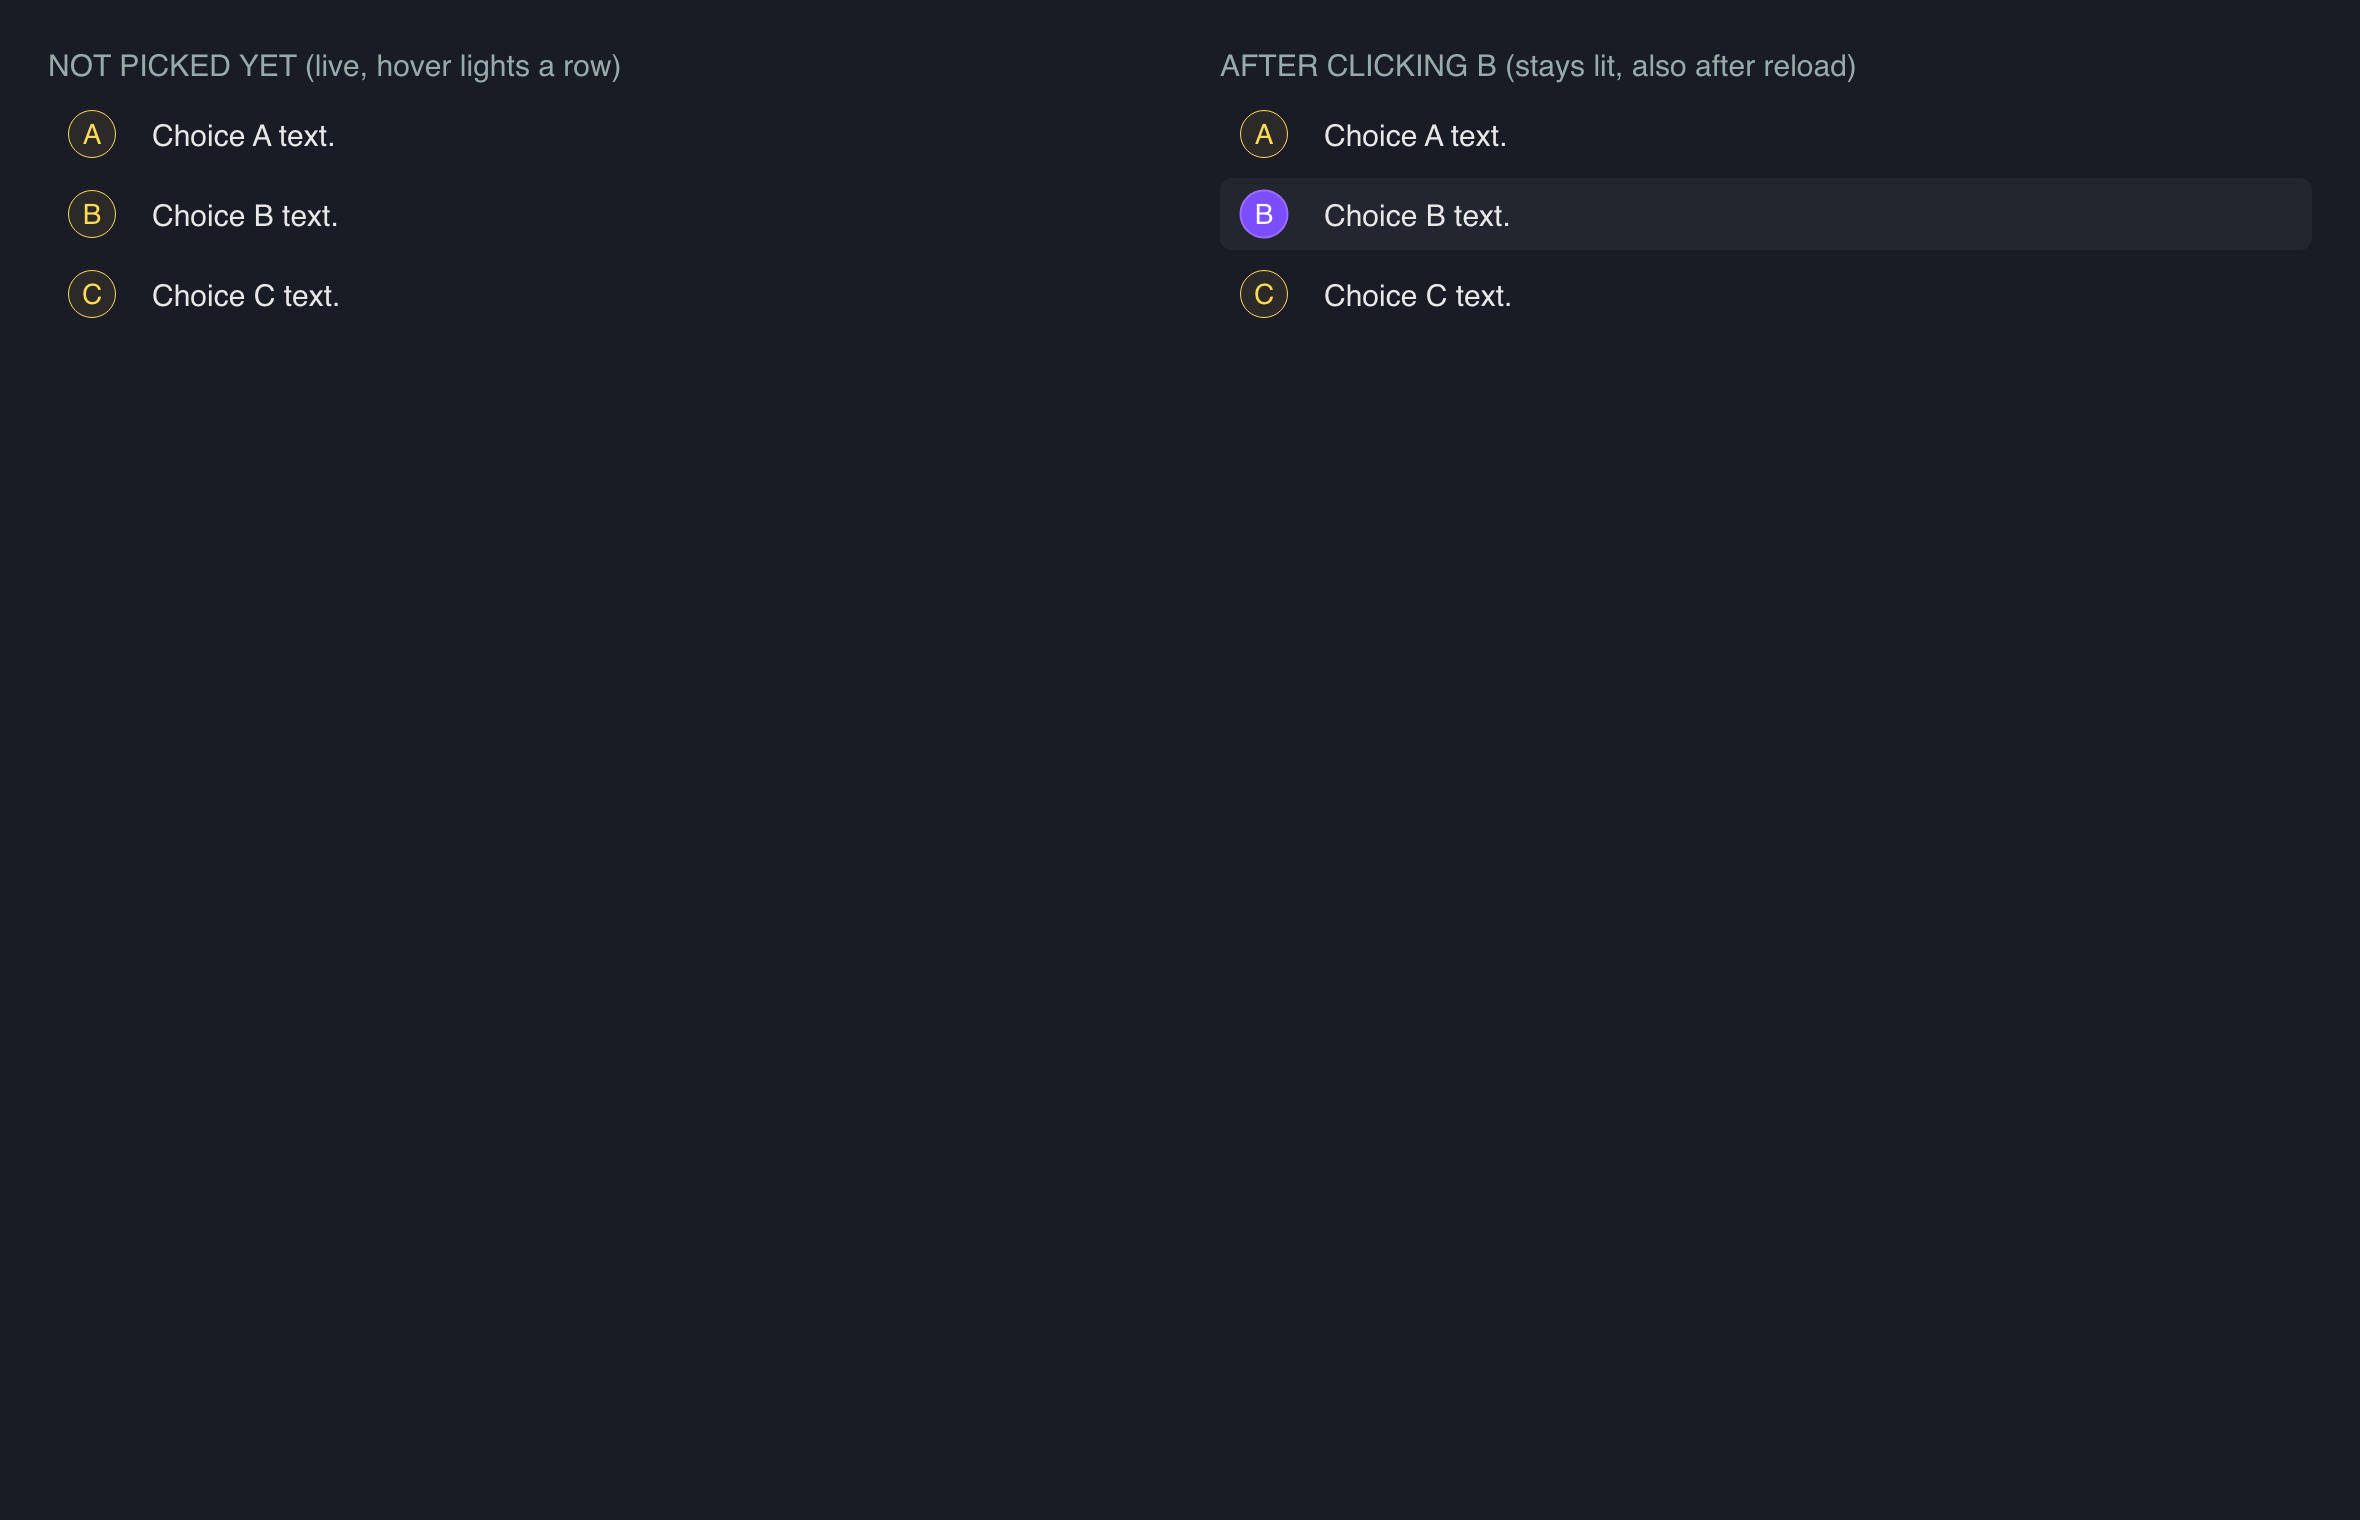 NOT PICKED YET (live, hover lights a row)
A Choice A text.
B Choice B text.
C Choice C text.
AFTER CLICKING B (stays lit, also after reload)
A Choice A text.
B Choice B text.
C Choice C text.